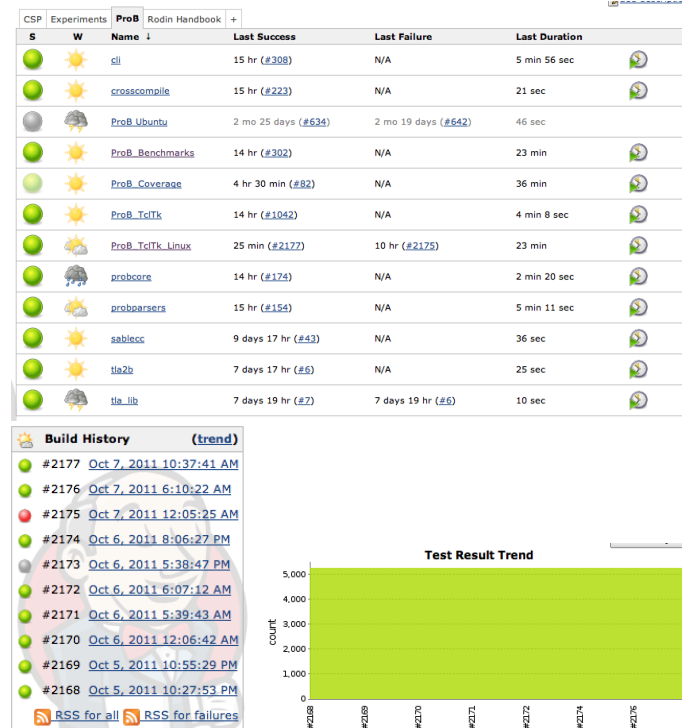 CSP Experiments ProB Rodin Handbook +
S W Name ↓ Last Success Last Failure Last Duration
cli 15 hr (#308) N/A 5 min 56 sec
crosscompile 15 hr (#223) N/A 21 sec
ProB Ubuntu 2 mo 25 days (#634) 2 mo 19 days (#642) 46 sec
ProB_Benchmarks 14 hr (#302) N/A 23 min
ProB_Coverage 4 hr 30 min (#82) N/A 36 min
ProB_TclTk 14 hr (#1042) N/A 4 min 8 sec
ProB_TclTk_Linux 25 min (#2177) 10 hr (#2175) 23 min
probcore 14 hr (#174) N/A 2 min 20 sec
probparsers 15 hr (#154) N/A 5 min 11 sec
sablecc 9 days 17 hr (#43) N/A 36 sec
tla2b 7 days 17 hr (#6) N/A 25 sec
tla_lib 7 days 19 hr (#7) 7 days 19 hr (#6) 10 sec
Build History (trend)
#2177 Oct 7, 2011 10:37:41 AM
#2176 Oct 7, 2011 6:10:22 AM
#2175 Oct 7, 2011 12:05:25 AM
#2174 Oct 6, 2011 8:06:27 PM
#2173 Oct 6, 2011 5:38:47 PM
#2172 Oct 6, 2011 6:07:12 AM
#2171 Oct 6, 2011 5:39:43 AM
#2170 Oct 6, 2011 12:06:42 AM
#2169 Oct 5, 2011 10:55:29 PM
#2168 Oct 5, 2011 10:27:53 PM
RSS for all RSS for failures
Test Result Trend
count
5,000
4,000
3,000
2,000
1,000
0
#2168 #2169 #2170 #2171 #2172 #2174 #2176